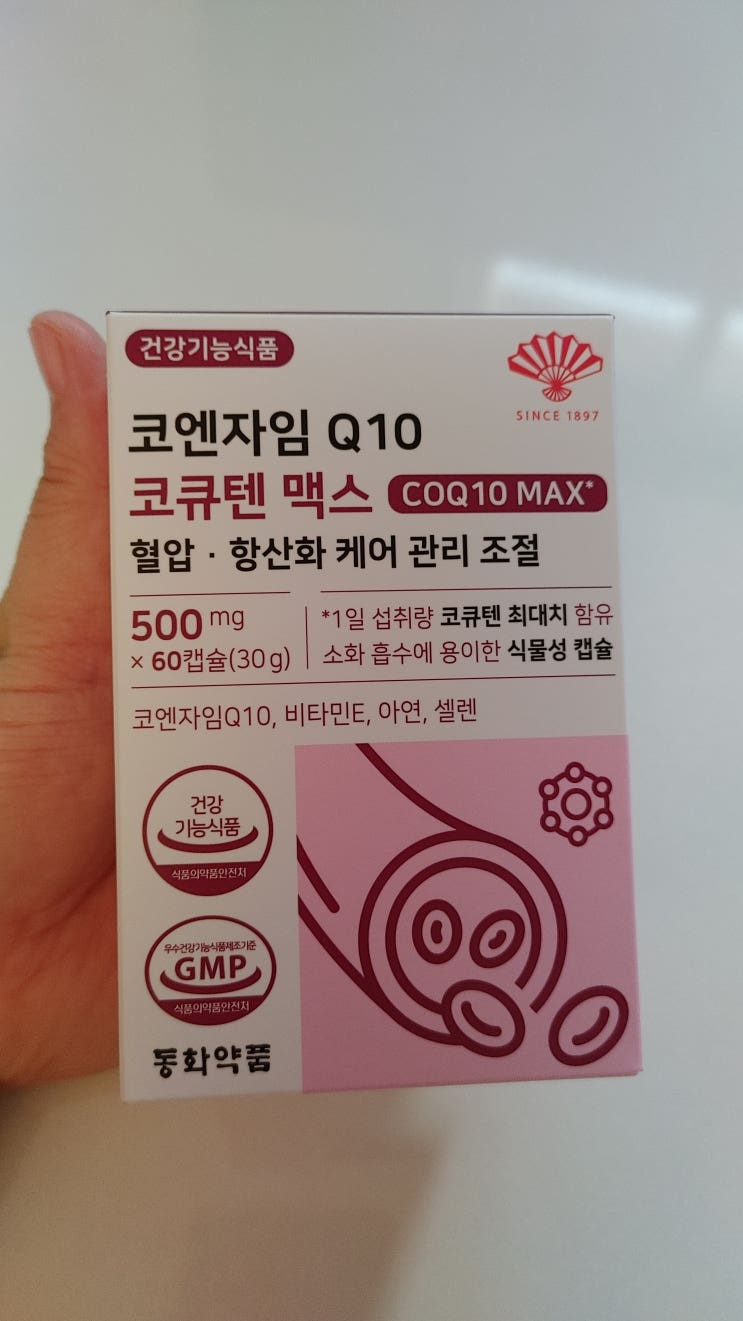 건강기능식품
SINCE 1897
코엔자임 Q10
코큐텐 맥스 COQ10 MAX*
혈압 · 항산화 케어 관리 조절
500 mg
× 60캡슐(30g)
*1일 섭취량 코큐텐 최대치 함유
소화 흡수에 용이한 식물성 캡슐
코엔자임Q10, 비타민E, 아연, 셀렌
건강
기능식품
식품의약품안전처
우수건강기능식품제조기준
GMP
식품의약품안전처
동화약품